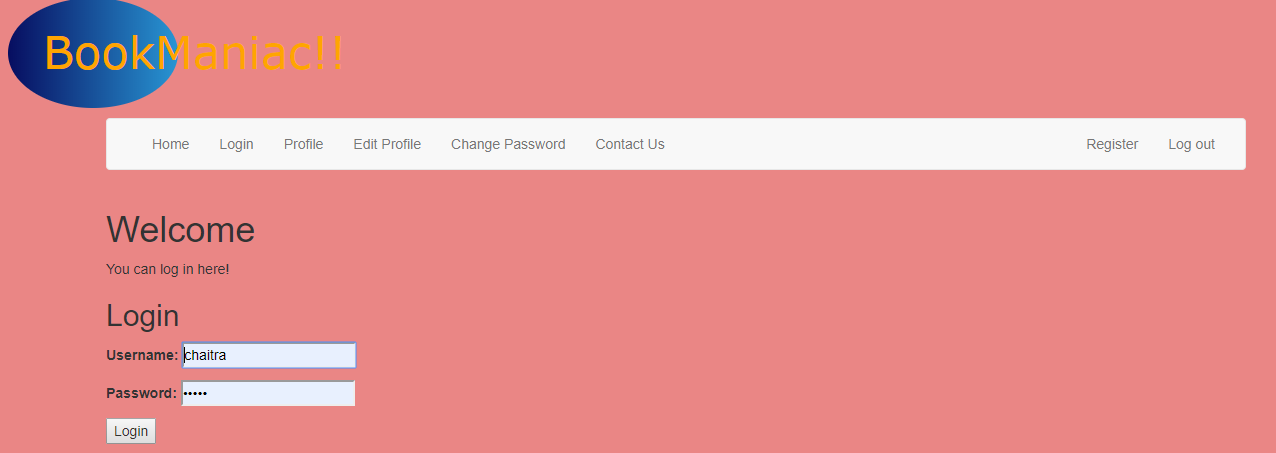 BookManiac!!
Home Login Profile Edit Profile Change Password Contact Us Register Log out
Welcome
You can log in here!
Login
Username: chaitra
Password: •••••
Login